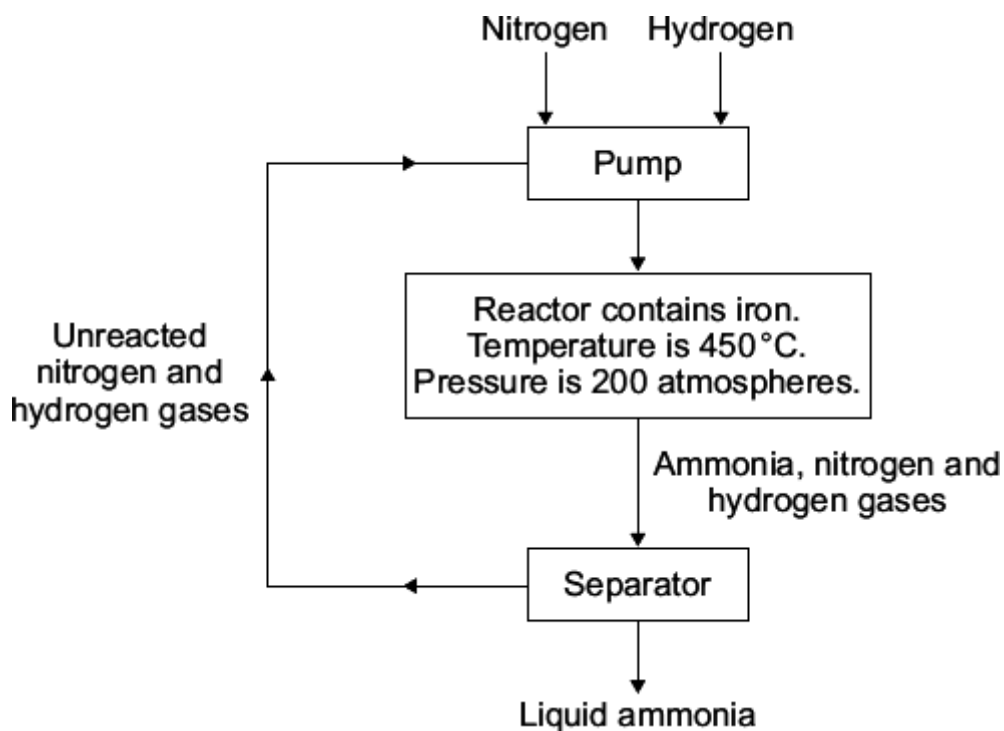 Nitrogen Hydrogen
Pump
Reactor contains iron.
Temperature is 450°C.
Pressure is 200 atmospheres.
Unreacted
nitrogen and
hydrogen gases
Ammonia, nitrogen and
hydrogen gases
Separator
Liquid ammonia